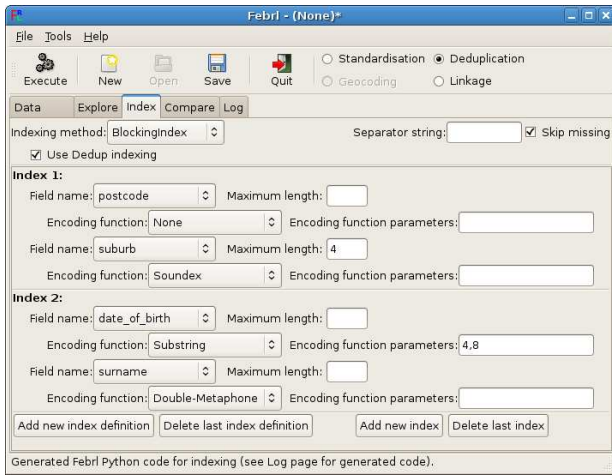 Febrl - (None)*
File Tools Help
Execute New Open Save Quit Standardisation Deduplication
Geocoding Linkage
Data Explore Index Compare Log
Indexing method: BlockingIndex Separator string: Skip missing
Use Dedup indexing
Index 1:
Field name: postcode Maximum length:
Encoding function: None Encoding function parameters:
Field name: suburb Maximum length: 4
Encoding function: Soundex Encoding function parameters:
Index 2:
Field name: date_of_birth Maximum length:
Encoding function: Substring Encoding function parameters: 4,8
Field name: surname Maximum length:
Encoding function: Double-Metaphone Encoding function parameters:
Add new index definition Delete last index definition Add new index Delete last index
Generated Febrl Python code for indexing (see Log page for generated code).